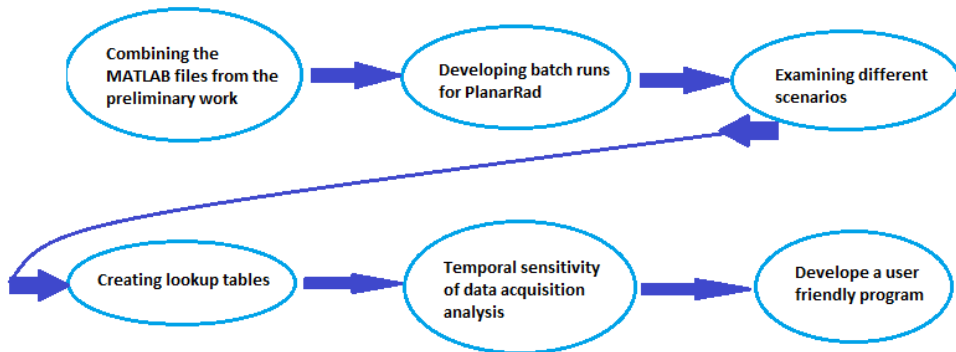 Combining the
MATLAB files from the
preliminary work
Developing batch runs
for PlanarRad
Examining different
scenarios
Creating lookup tables
Temporal sensitivity
of data acquisition
analysis
Develope a user
friendly program